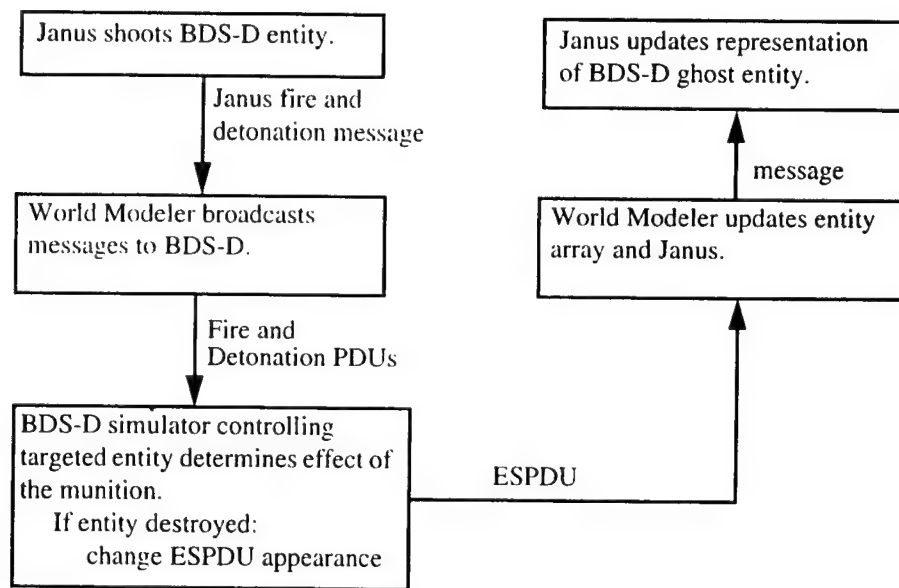 Janus shoots BDS-D entity.
Janus fire and
detonation message
World Modeler broadcasts
messages to BDS-D.
Fire and
Detonation PDUs
BDS-D simulator controlling
targeted entity determines effect of
the munition.
If entity destroyed:
change ESPDU appearance
ESPDU
World Modeler updates entity
array and Janus.
message
Janus updates representation
of BDS-D ghost entity.